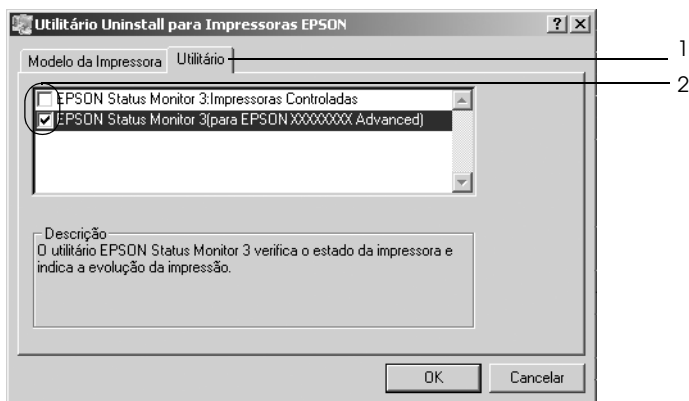 Utilitário Uninstall para Impressoras EPSON
Modelo da Impressora Utilitário
1
2
EPSON Status Monitor 3:Impressoras Controladas
EPSON Status Monitor 3(para EPSON XXXXXXXX Advanced)
Descrição
O utilitário EPSON Status Monitor 3 verifica o estado da impressora e
indica a evolução da impressão.
OK Cancelar